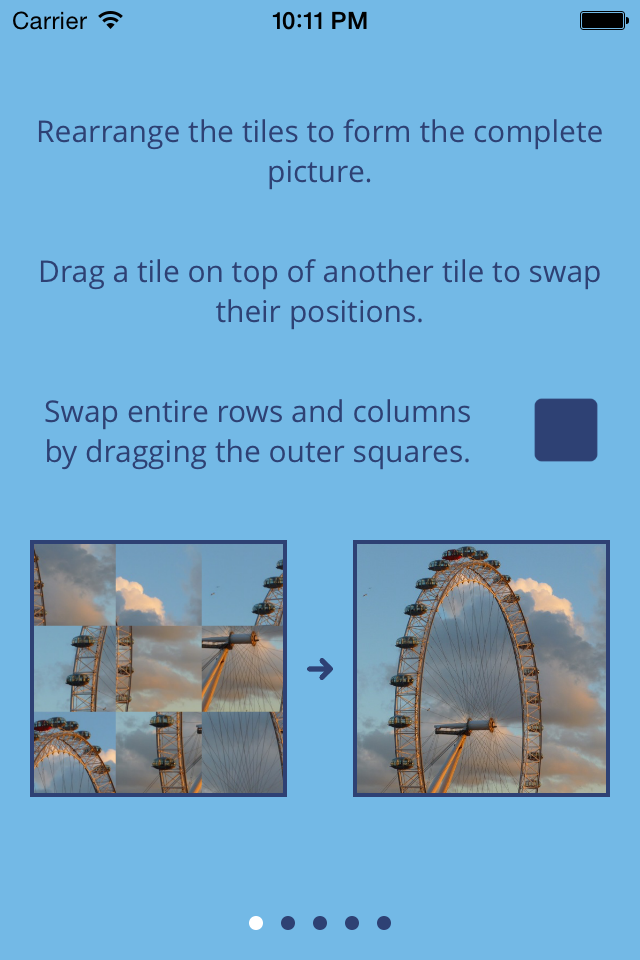 Carrier 10:11 PM
Rearrange the tiles to form the complete
picture.
Drag a tile on top of another tile to swap
their positions.
Swap entire rows and columns
by dragging the outer squares.